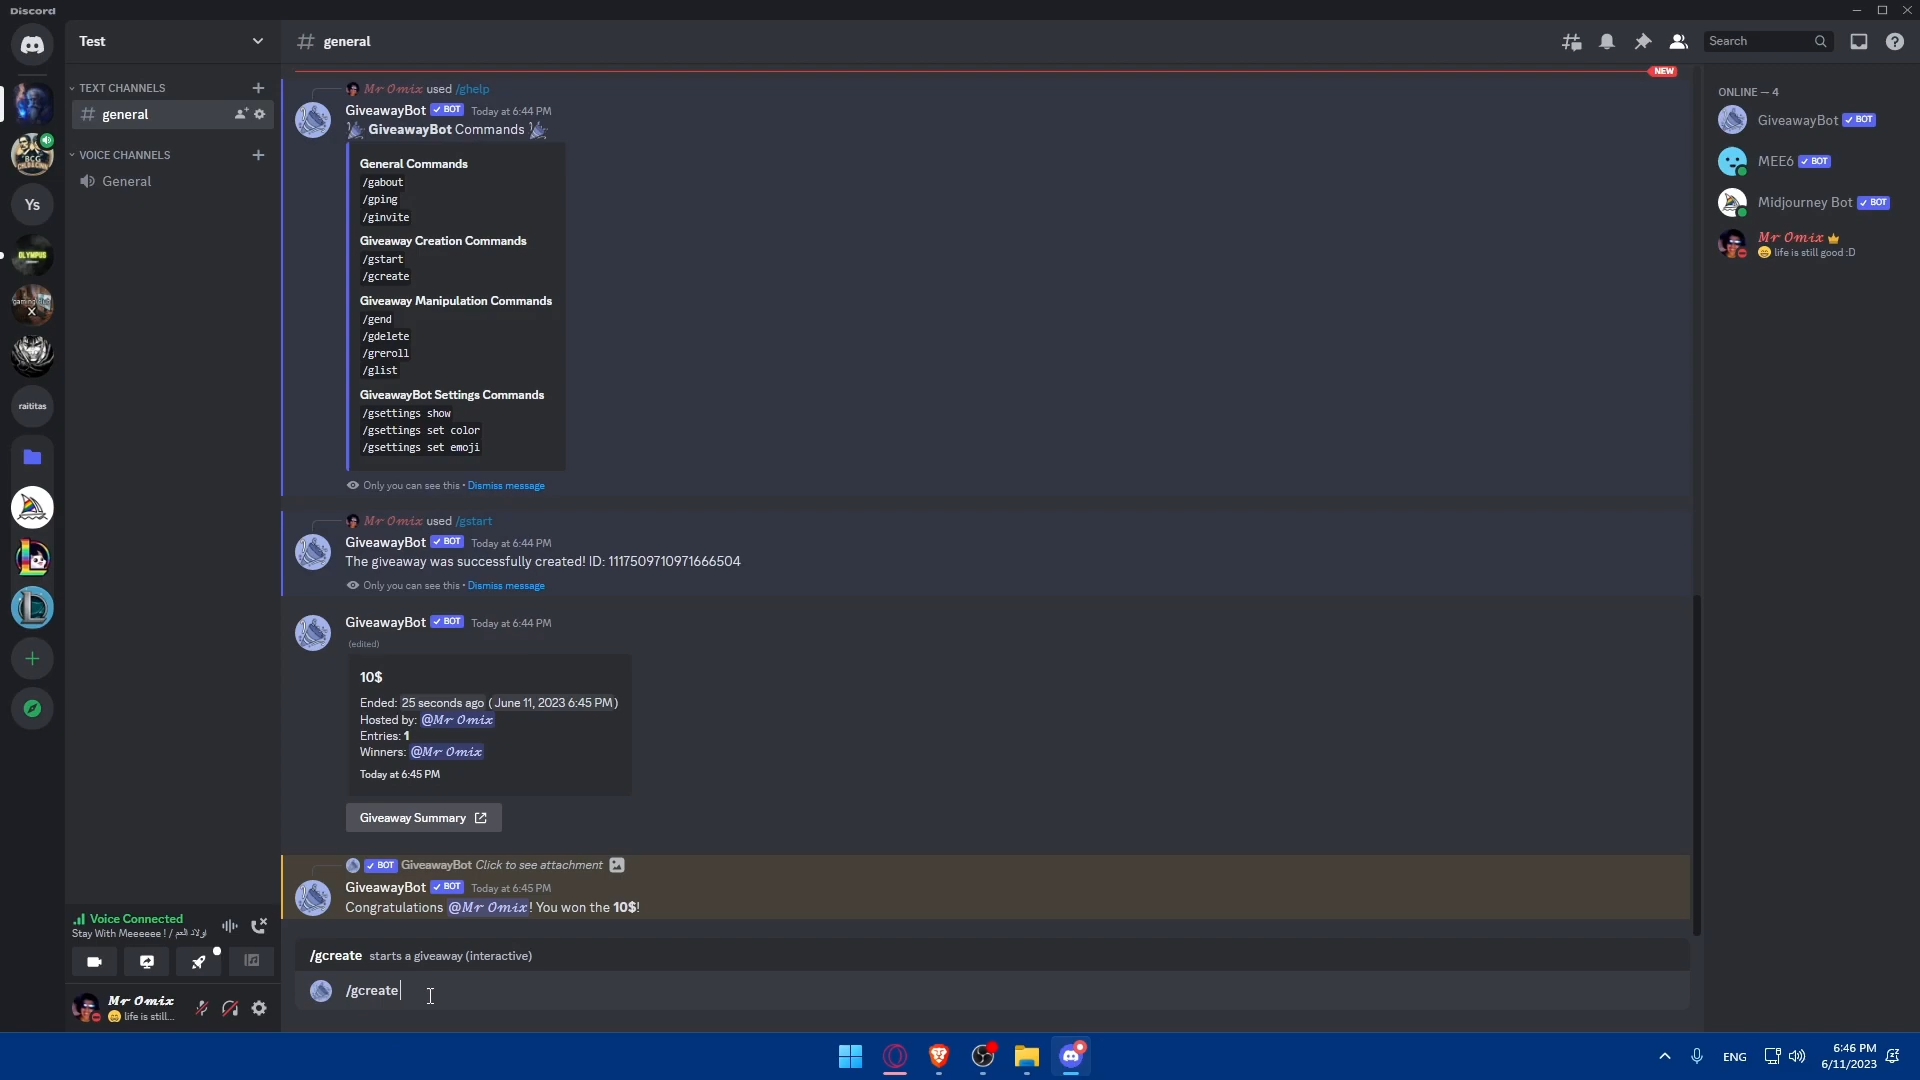 Discord
Test
general
Search
TEXT CHANNELS
general
VOICE CHANNELS
General
BCG
Ys
OLYMPUS
X
raititas
NEW
Mr Omix used /ghelp
GiveawayBot BOT Today at 6:44 PM
GiveawayBot Commands
General Commands
/gabout
/gping
/ginvite
Giveaway Creation Commands
/gstart
/gcreate
Giveaway Manipulation Commands
/gend
/gdelete
/greroll
/glist
GiveawayBot Settings Commands
/gsettings show
/gsettings set color
/gsettings set emoji
Only you can see this • Dismiss message
Mr Omix used /gstart
GiveawayBot BOT Today at 6:44 PM
The giveaway was successfully created! ID: 1117509710971666504
Only you can see this • Dismiss message
GiveawayBot BOT Today at 6:44 PM
(edited)
10$
Ended: 25 seconds ago (June 11, 2023 6:45 PM)
Hosted by: @Mr Omix
Entries: 1
Winners: @Mr Omix
Today at 6:45 PM
Giveaway Summary
BOT GiveawayBot Click to see attachment
GiveawayBot BOT Today at 6:45 PM
Congratulations @Mr Omix! You won the 10$!
/gcreate starts a giveaway (interactive)
/gcreate
ONLINE — 4
GiveawayBot BOT
MEE6 BOT
Midjourney Bot BOT
Mr Omix
life is still good :D
Voice Connected
Stay With Meeeeee ! / اولاد العم
Mr Omix
life is still...
ENG
6:46 PM
6/11/2023